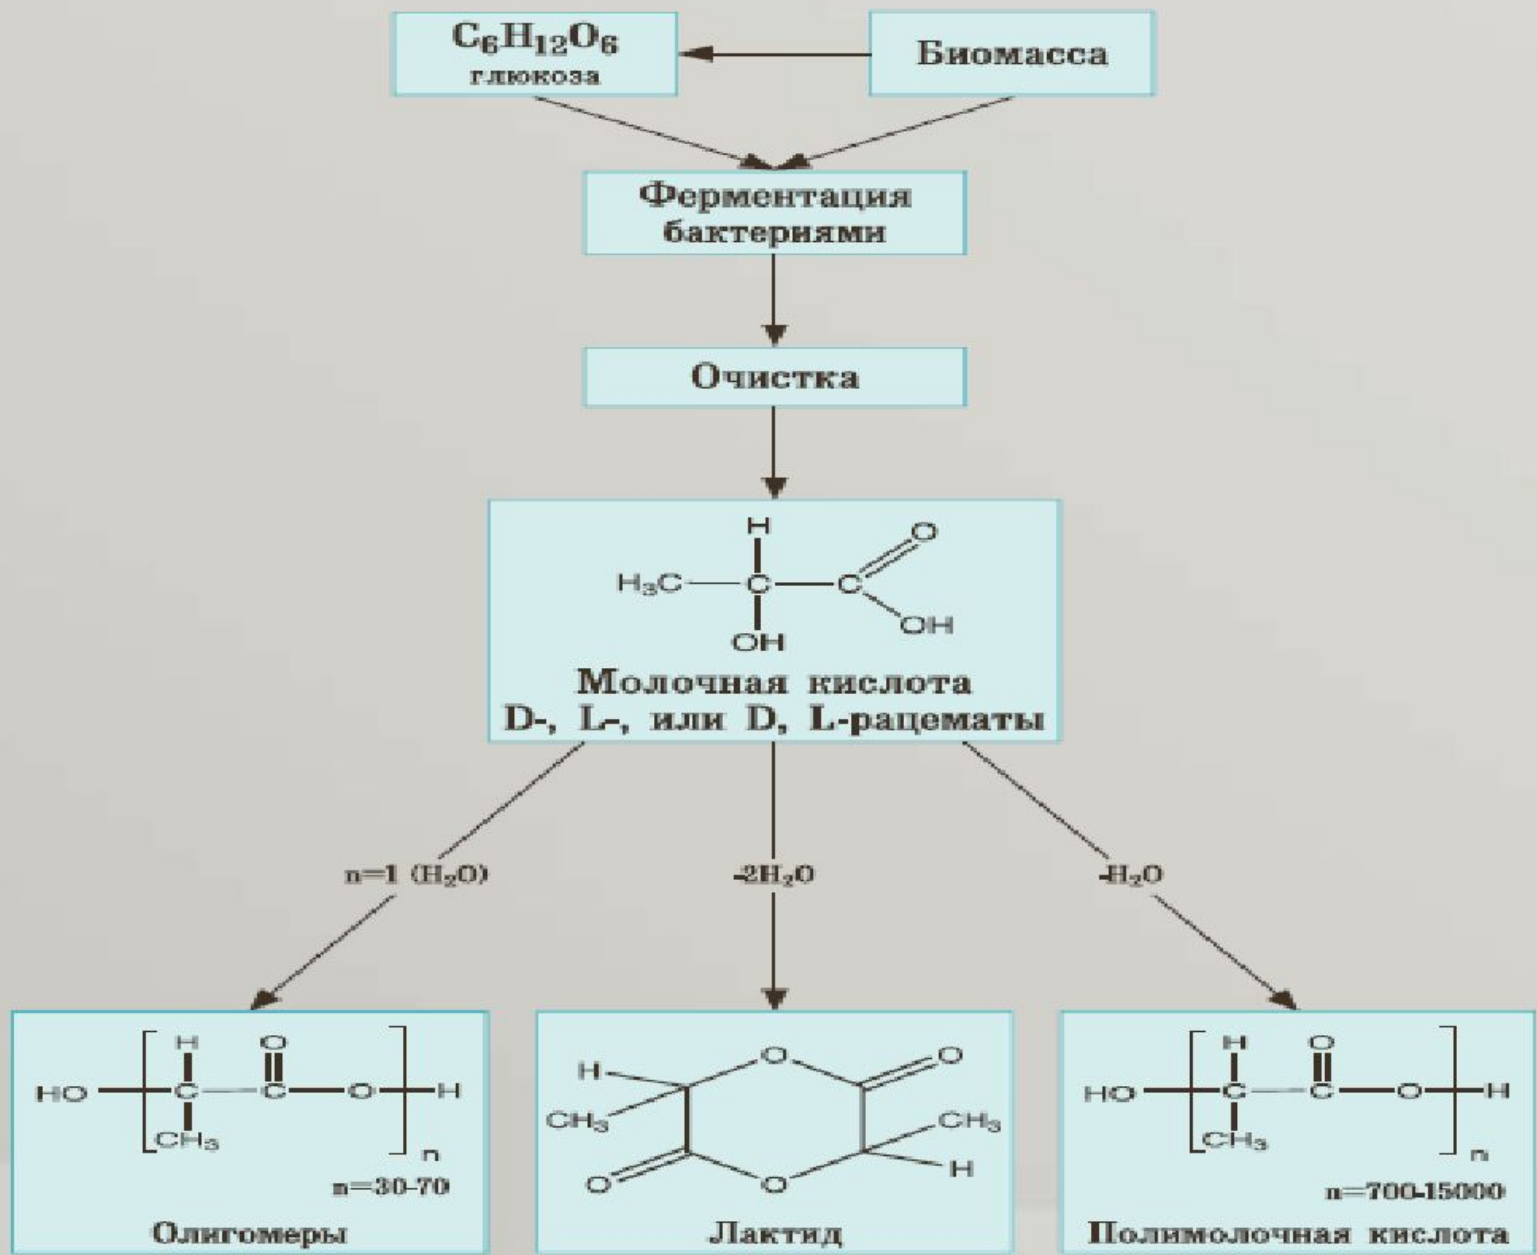 C₆H₁₂O₆
глюкоза
Биомасса
Ферментация
бактериями
Очистка
H
O
H₃C
C
C
OH
OH
Молочная кислота
D-, L-, или D, L-рацематы
n=1 (H₂O)
-2H₂O
-H₂O
H
O
HO
C
C
O
H
CH₃
n
n=30-70
Олигомеры
O
O
H
CH₃
CH₃
H
O
O
Лактид
H
O
HO
C
C
O
H
CH₃
n
n=700-15000
Полимолочная кислота